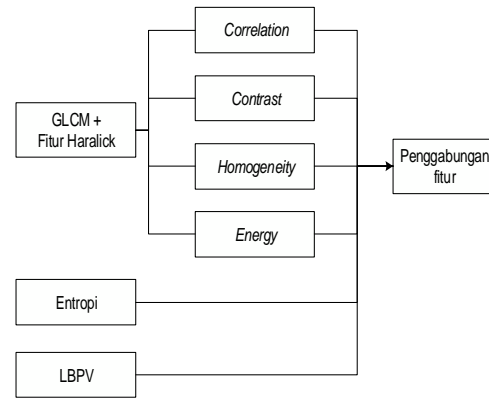 Correlation
Contrast
GLCM +
Fitur Haralick
Homogeneity
Energy
Penggabungan
fitur
Entropi
LBPV